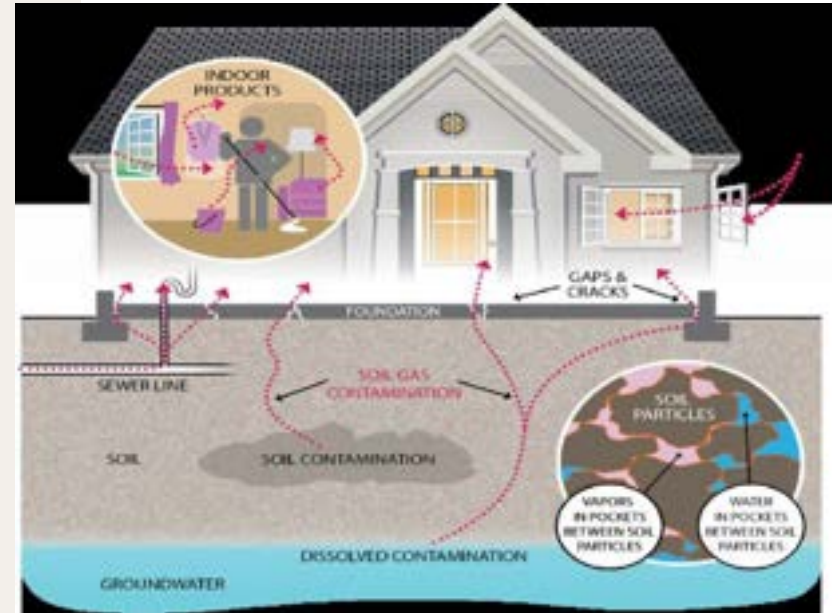 INDOOR
PRODUCTS
GAPS &
CRACKS
FOUNDATION
SEWER LINE
SOIL GAS
CONTAMINATION
SOIL
PARTICLES
SOIL
SOIL CONTAMINATION
VAPORS
IN POCKETS
BETWEEN SOIL
PARTICLES
WATER
IN POCKETS
BETWEEN SOIL
PARTICLES
DISSOLVED CONTAMINATION
GROUNDWATER